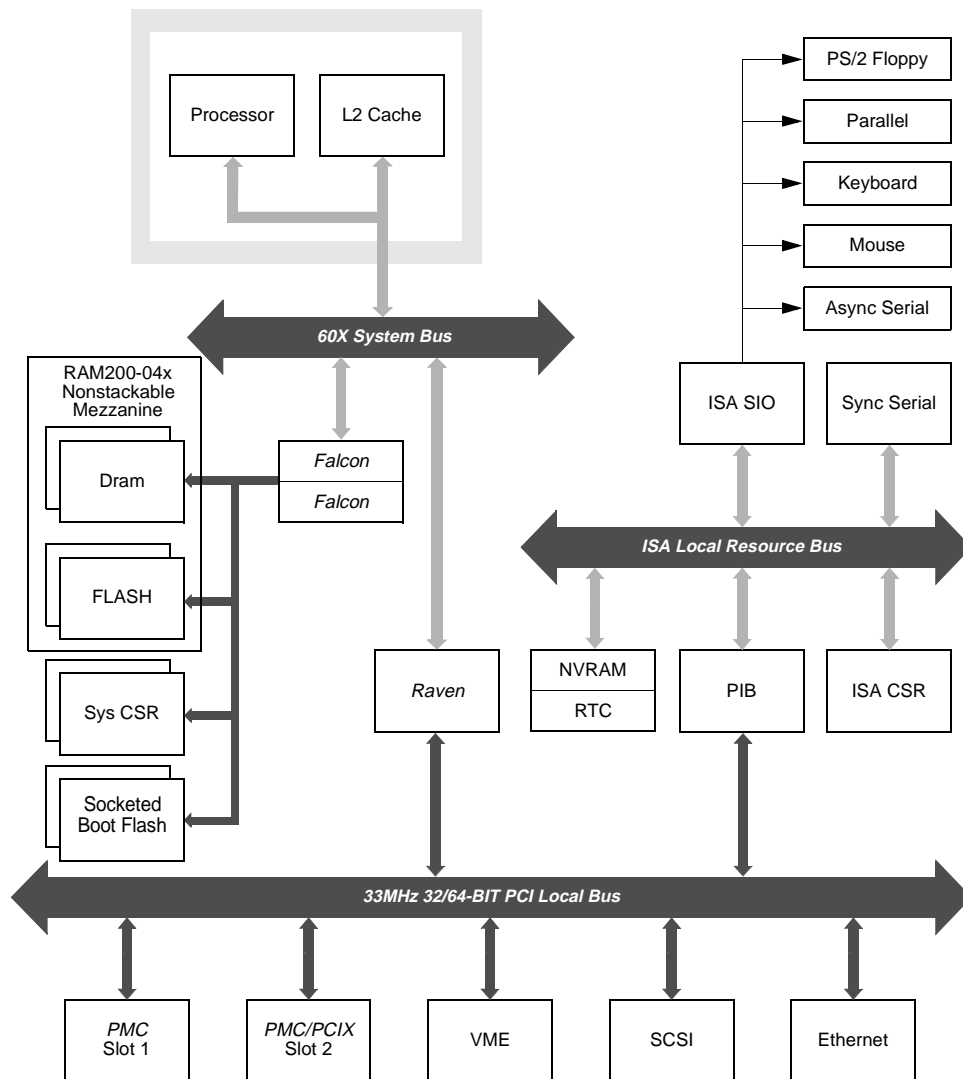 PS/2 Floppy
Processor
L2 Cache
Parallel
Keyboard
Mouse
Async Serial
60X System Bus
RAM200-04x
Nonstackable
Mezzanine
ISA SIO
Sync Serial
Falcon
Dram
Falcon
ISA Local Resource Bus
FLASH
NVRAM
Raven
PIB
ISA CSR
Sys CSR
RTC
Socketed
Boot Flash
33MHz 32/64-BIT PCI Local Bus
PMC
Slot 1
PMC/PCIX
Slot 2
VME
SCSI
Ethernet